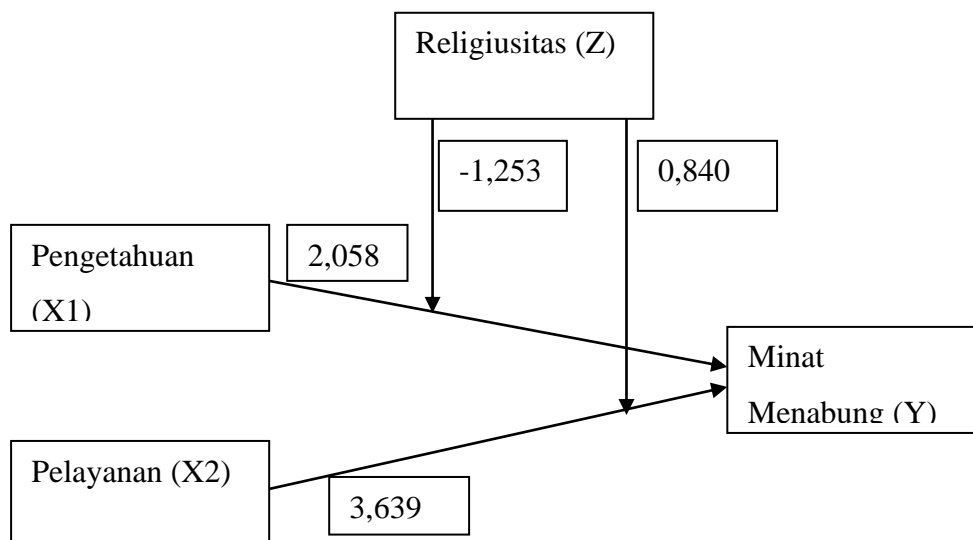 Religiusitas (Z)
-1,253
0,840
Pengetahuan
(X1)
2,058
Minat
Menabung (Y)
Pelayanan (X2)
3,639